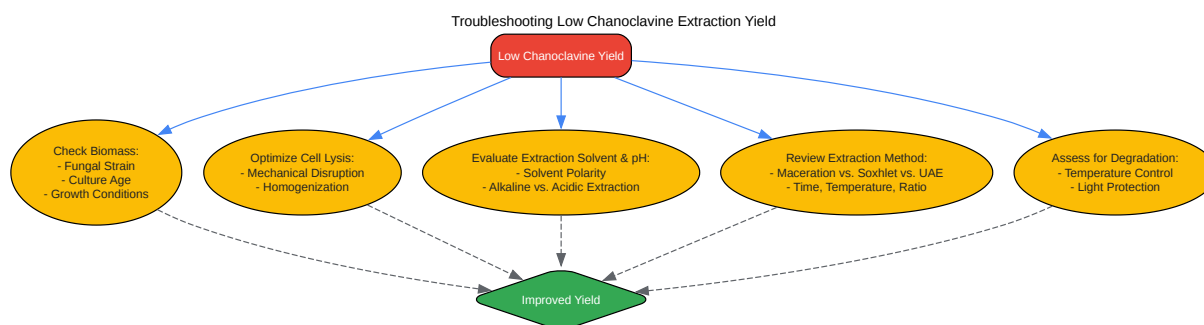 Troubleshooting Low Chanoclavine Extraction Yield
Low Chanoclavine Yield
Check Biomass:
- Fungal Strain
- Culture Age
- Growth Conditions
Optimize Cell Lysis:
- Mechanical Disruption
- Homogenization
Evaluate Extraction Solvent & pH:
- Solvent Polarity
- Alkaline vs. Acidic Extraction
Review Extraction Method:
- Maceration vs. Soxhlet vs. UAE
- Time, Temperature, Ratio
Assess for Degradation:
- Temperature Control
- Light Protection
Improved Yield